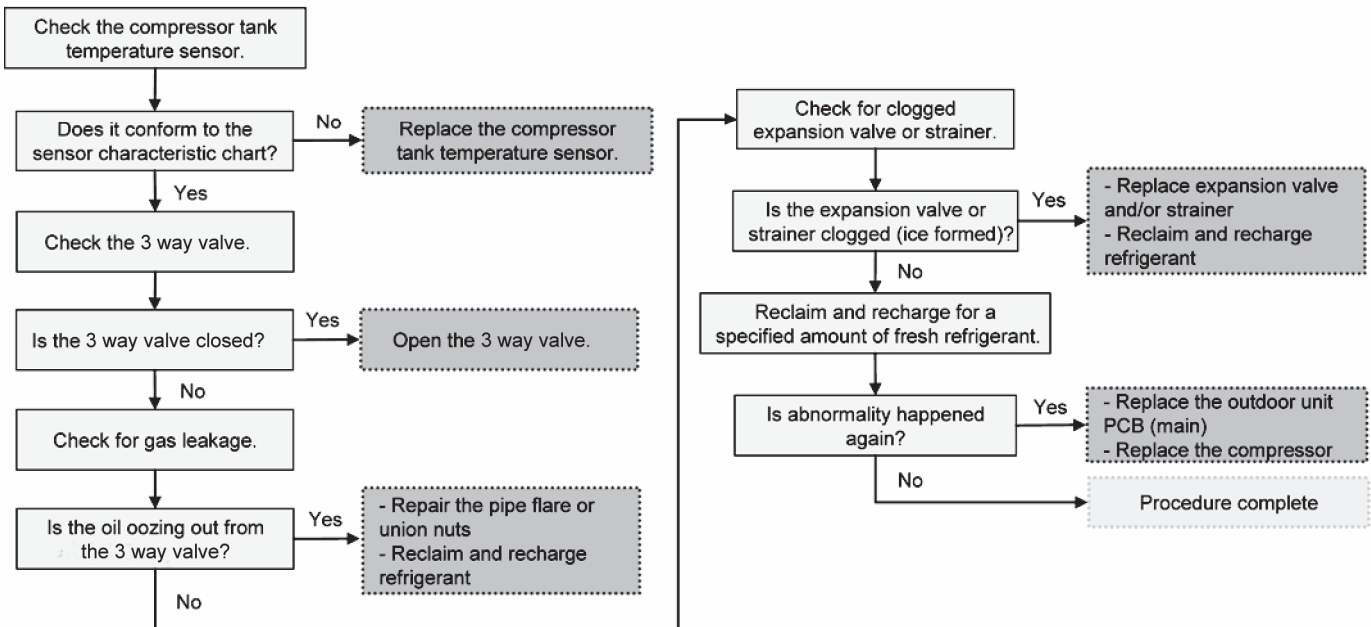 Check the compressor tank
temperature sensor.
Does it conform to the
sensor characteristic chart?
No
Replace the compressor
tank temperature sensor.
Yes
Check the 3 way valve.
Is the 3 way valve closed?
Yes
Open the 3 way valve.
No
Check for gas leakage.
Is the oil oozing out from
the 3 way valve?
Yes
- Repair the pipe flare or
union nuts
- Reclaim and recharge
refrigerant
No
Check for clogged
expansion valve or strainer.
Is the expansion valve or
strainer clogged (ice formed)?
Yes
- Replace expansion valve
and/or strainer
- Reclaim and recharge
refrigerant
No
Reclaim and recharge for a
specified amount of fresh refrigerant.
Is abnormality happened
again?
Yes
- Replace the outdoor unit
PCB (main)
- Replace the compressor
No
Procedure complete